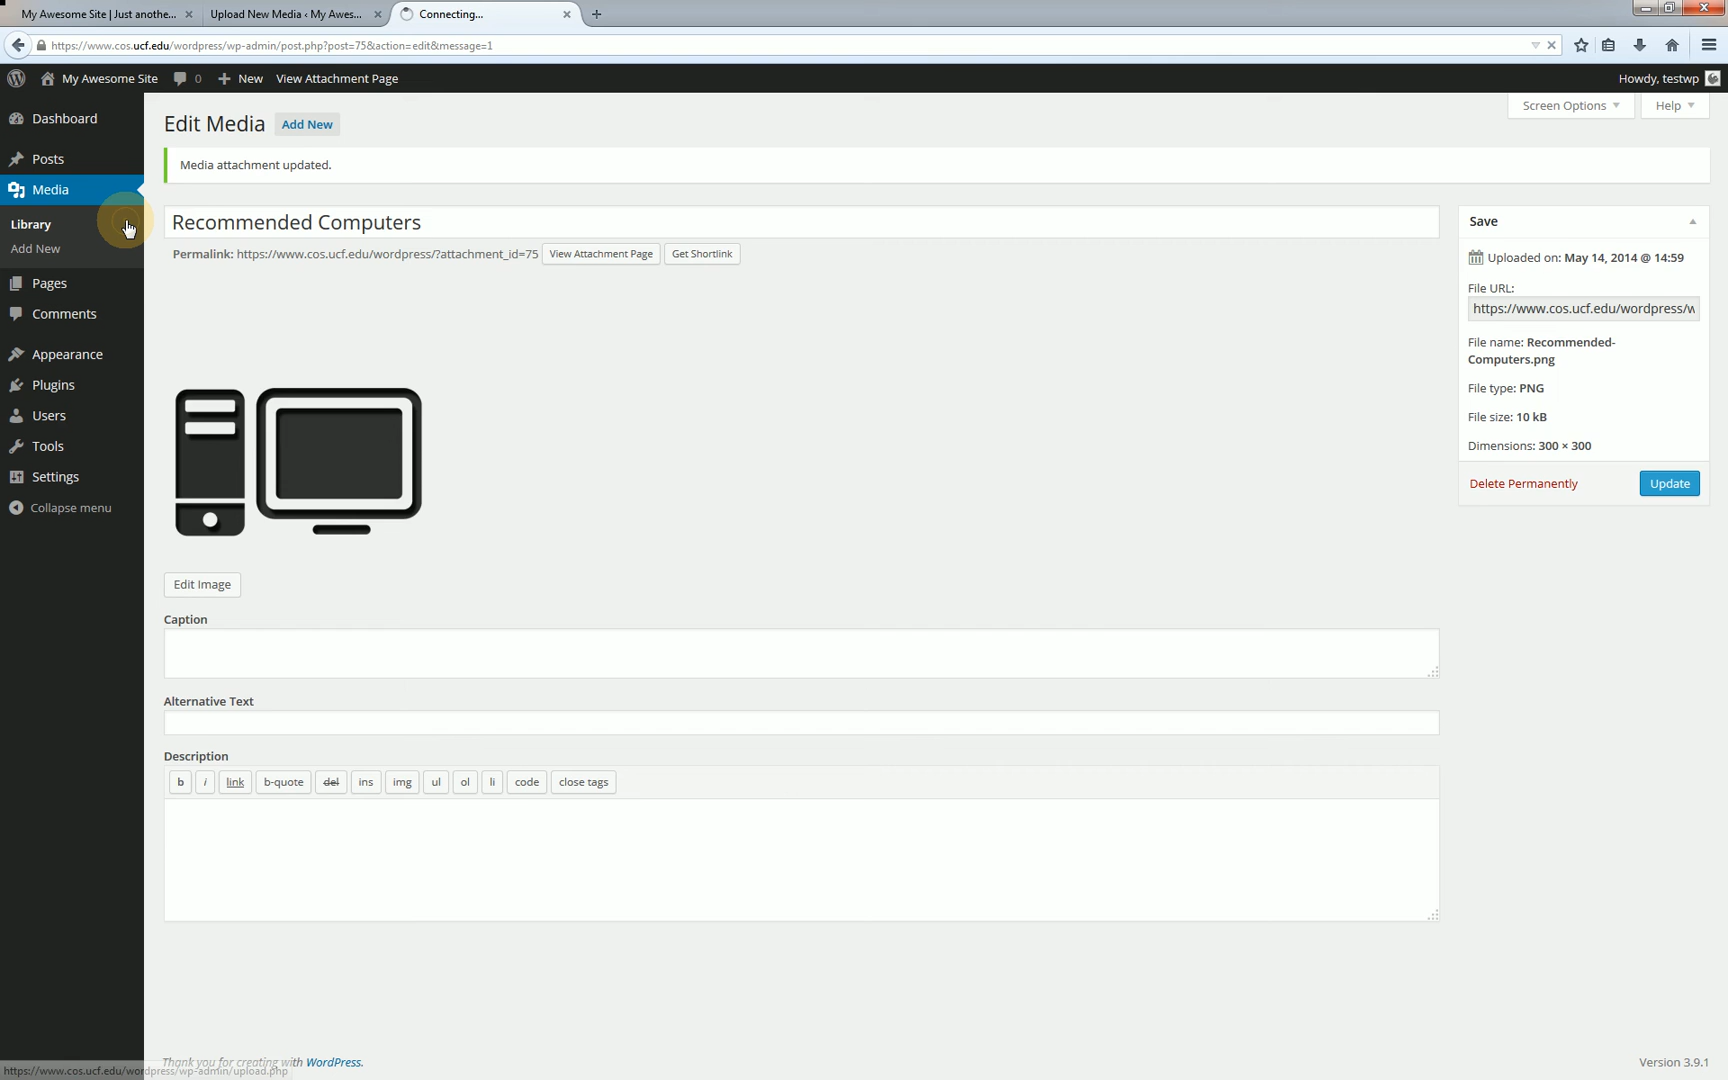 My Awesome Site | Just anothe...
Upload New Media ‹ My Awes...
Connecting...
https://www.cos.ucf.edu/wordpress/wp-admin/post.php?post=75&action=edit&message=1
My Awesome Site
0
New
View Attachment Page
Howdy, testwp
Dashboard
Posts
Media
Library
Add New
Pages
Comments
Appearance
Plugins
Users
Tools
Settings
Collapse menu
Screen Options
Help
Edit Media
Add New
Media attachment updated.
Recommended Computers
Permalink: https://www.cos.ucf.edu/wordpress/?attachment_id=75
View Attachment Page
Get Shortlink
Edit Image
Caption
Alternative Text
Description
b
i
link
b-quote
del
ins
img
ul
ol
li
code
close tags
Save
Uploaded on: May 14, 2014 @ 14:59
File URL:
https://www.cos.ucf.edu/wordpress/w
File name: Recommended-
Computers.png
File type: PNG
File size: 10 kB
Dimensions: 300 × 300
Delete Permanently
Update
Thank you for creating with WordPress.
Version 3.9.1
https://www.cos.ucf.edu/wordpress/wp-admin/upload.php